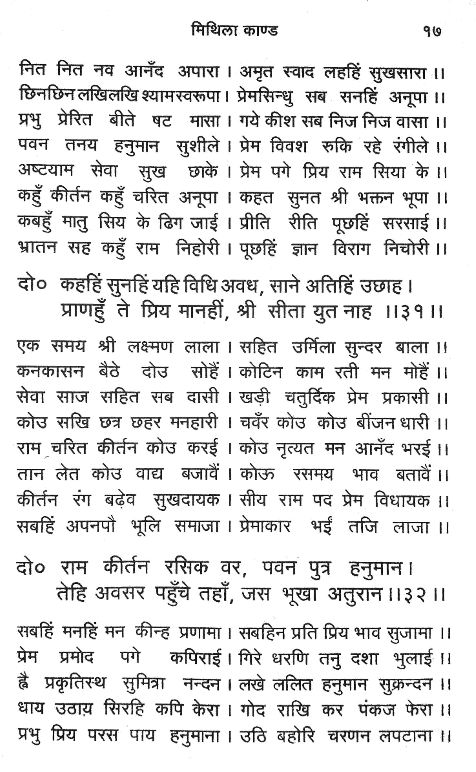 मिथिला काण्ड १७
नित नित नव आनँद अपारा । अमृत स्वाद लहहिं सुखसारा ।।
छिनछिन लखि लखि श्यामस्वरूपा । प्रेमसिन्धु सब सनहिं अनूपा ।।
प्रभु प्रेरित बीते षट मासा । गये कीश सब निज निज वासा ।।
पवन तनय हनुमान सुशीले । प्रेम विवश रुकि रहे रंगीले ।।
अष्टयाम सेवा सुख छाके । प्रेम पगे प्रिय राम सिया के ।।
कहुँ कीर्तन कहुँ चरित अनूपा । कहत सुनत श्री भक्तन भूपा ।।
कबहुँ मातु सिय के ढिग जाई । प्रीति रीति पूछहिं सरसाई ।।
भ्रातन सह कहुँ राम निहोरी । पूछहिं ज्ञान विराग निचोरी ।।
दो० कहहिं सुनहिं यहि विधि अवध, साने अतिहिं उछाह ।
प्राणहुँ ते प्रिय मानहीं, श्री सीता युत नाह ।।३१।।
एक समय श्री लक्ष्मण लाला । सहित उर्मिला सुन्दर बाला ।।
कनकासन बैठे दोउ सोहैं । कोटिन काम रती मन मोहैं ।।
सेवा साज सहित सब दासी । खड़ी चतुर्दिक प्रेम प्रकासी ।।
कोउ सखि छत्र छहर मनहारी । चवँर कोउ कोउ बींजन धारी ।।
राम चरित कीर्तन कोउ करई । कोउ नृत्यत मन आनँद भरई ।।
तान लेत कोउ वाद्य बजावैं । कोऊ रसमय भाव बतावैं ।।
कीर्तन रंग बढ़ेव सुखदायक । सीय राम पद प्रेम विधायक ।।
सबहिं अपनपौ भूलि समाजा । प्रेमाकार भईं तजि लाजा ।।
दो० राम कीर्तन रसिक वर, पवन पुत्र हनुमान ।
तेहि अवसर पहुँचे तहाँ, जस भूखा अतुरान ।।३२।।
सबहिं मनहिं मन कीन्ह प्रणामा । सबहिन प्रति प्रिय भाव सुजामा ।।
प्रेम प्रमोद पगे कपिराई । गिरे धरणि तनु दशा भुलाई ।।
ह्वै प्रकृतिस्थ सुमित्रा नन्दन । लखे ललित हनुमान सुक्रन्दन ।।
धाय उठाय सिरहि कपि केरा । गोद राखि कर पंकज फेरा ।।
प्रभु प्रिय परस पाय हनुमाना । उठि बहोरि चरणन लपटाना ।।